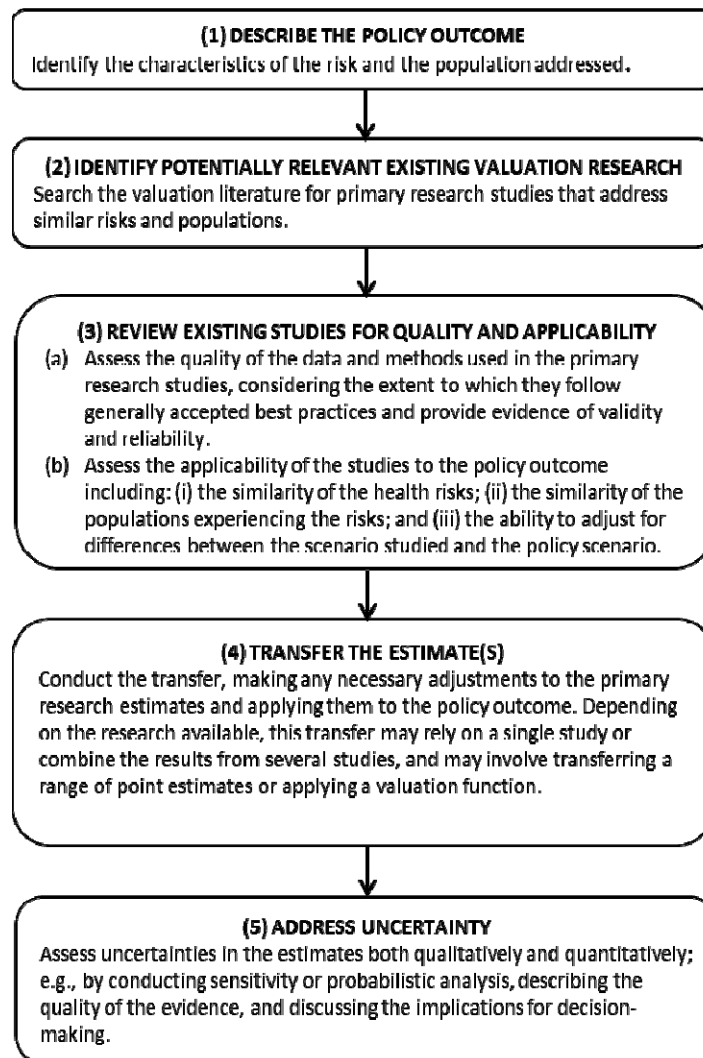 (1) DESCRIBE THE POLICY OUTCOME
Identify the characteristics of the risk and the population addressed.
(2) IDENTIFY POTENTIALLY RELEVANT EXISTING VALUATION RESEARCH
Search the valuation literature for primary research studies that address
similar risks and populations.
(3) REVIEW EXISTING STUDIES FOR QUALITY AND APPLICABILITY
(a) Assess the quality of the data and methods used in the primary
research studies, considering the extent to which they follow
generally accepted best practices and provide evidence of validity
and reliability.
(b) Assess the applicability of the studies to the policy outcome
including: (i) the similarity of the health risks; (ii) the similarity of the
populations experiencing the risks; and (iii) the ability to adjust for
differences between the scenario studied and the policy scenario.
(4) TRANSFER THE ESTIMATE(S)
Conduct the transfer, making any necessary adjustments to the primary
research estimates and applying them to the policy outcome. Depending
on the research available, this transfer may rely on a single study or
combine the results from several studies, and may involve transferring a
range of point estimates or applying a valuation function.
(5) ADDRESS UNCERTAINTY
Assess uncertainties in the estimates both qualitatively and quantitatively;
e.g., by conducting sensitivity or probabilistic analysis, describing the
quality of the evidence, and discussing the implications for decision-
making.